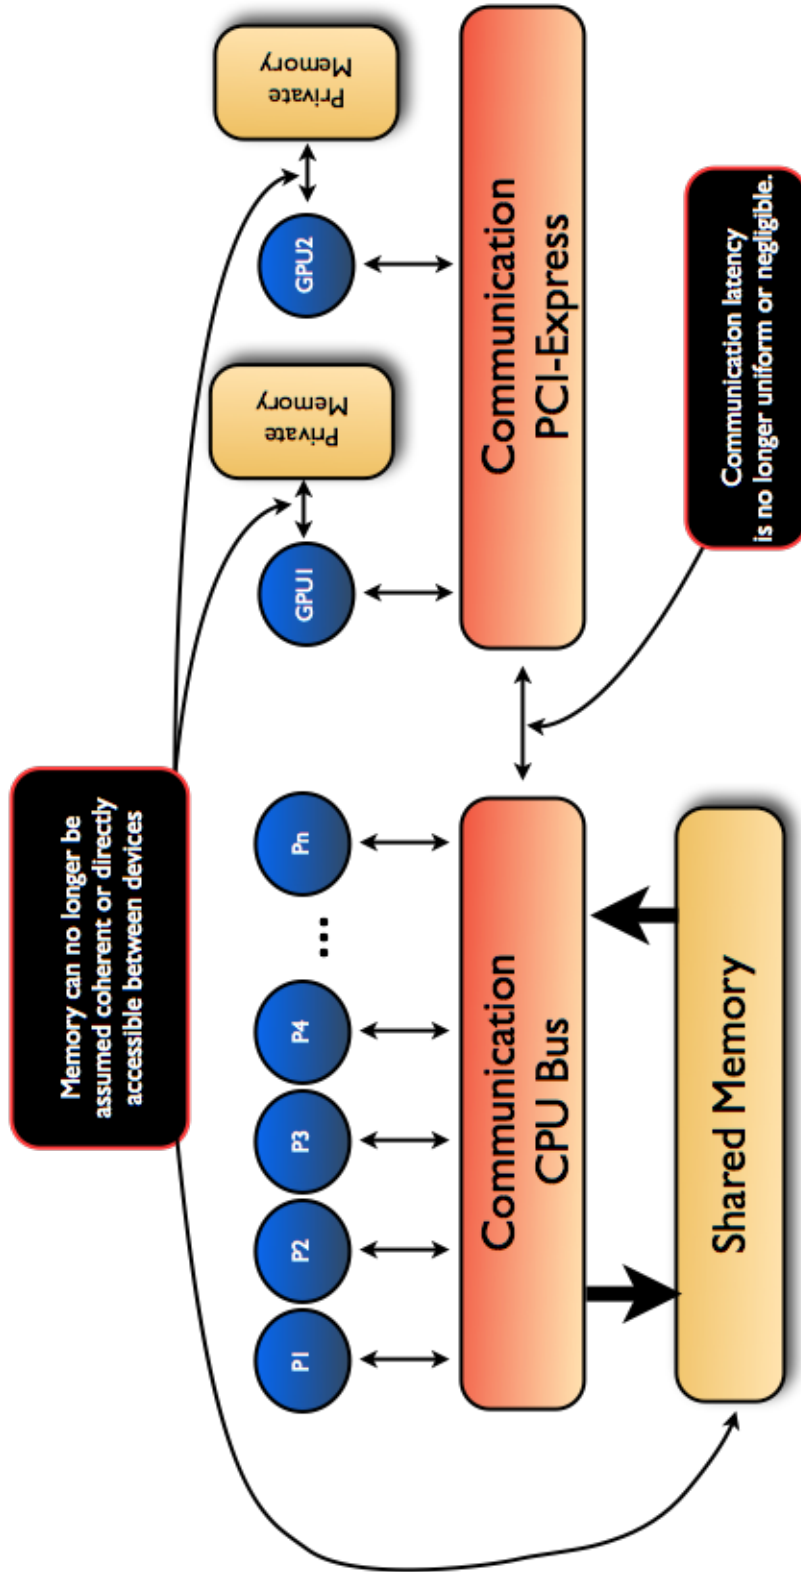 Memory can no longer be
assumed coherent or directly
accessible between devices
P1
P2
P3
P4
...
Pn
GPU1
Private
Memory
GPU2
Private
Memory
Communication
CPU Bus
Communication
PCI-Express
Shared Memory
Communication latency
is no longer uniform or negligible.